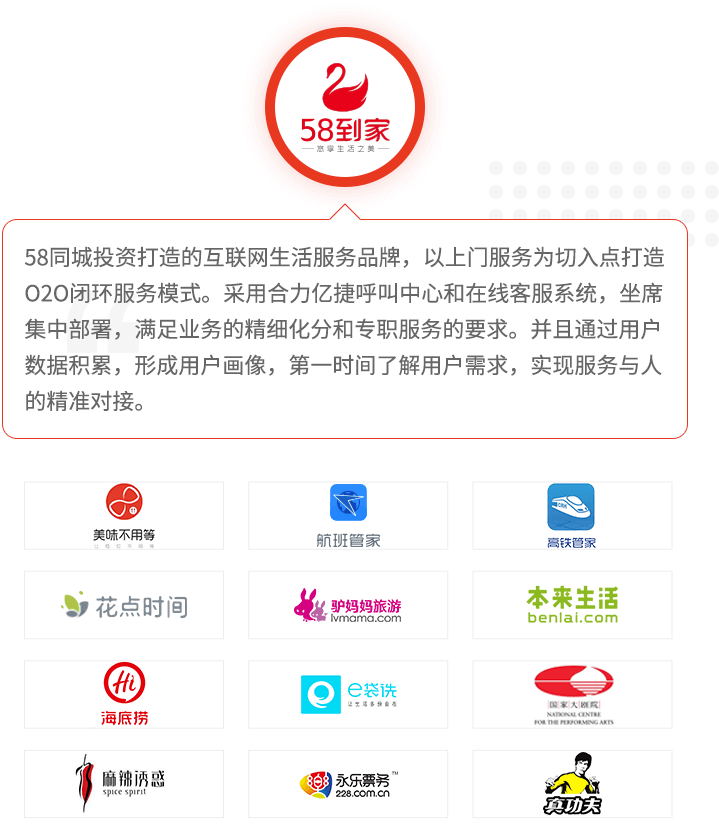 58到家
悠享生活之美
58同城投资打造的互联网生活服务品牌，以上门服务为切入点打造
O2O闭环服务模式。采用合力亿捷呼叫中心和在线客服系统，坐席
集中部署，满足业务的精细化分和专职服务的要求。并且通过用户
数据积累，形成用户画像，第一时间了解用户需求，实现服务与人
的精准对接。
美味不用等
航班管家
高铁管家
花点时间
驴妈妈旅游
lvmama.com
本来生活
benlai.com
Hi
海底捞
e袋洗
让生活多些自在
国家大剧院
NATIONAL CENTRE
FOR THE PERFORMING ARTS
麻辣诱惑
spice spirit
永乐票务™
228.com.cn
真功夫